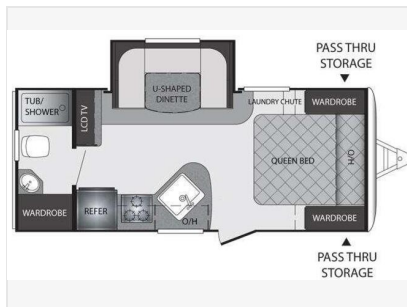 PASS THRU
STORAGE
TUB/
SHOWER
LCD TV
U-SHAPED
DINETTE
LAUNDRY CHUTE
WARDROBE
QUEEN BED
O/H
WARDROBE
REFER
O/H
WARDROBE
PASS THRU
STORAGE